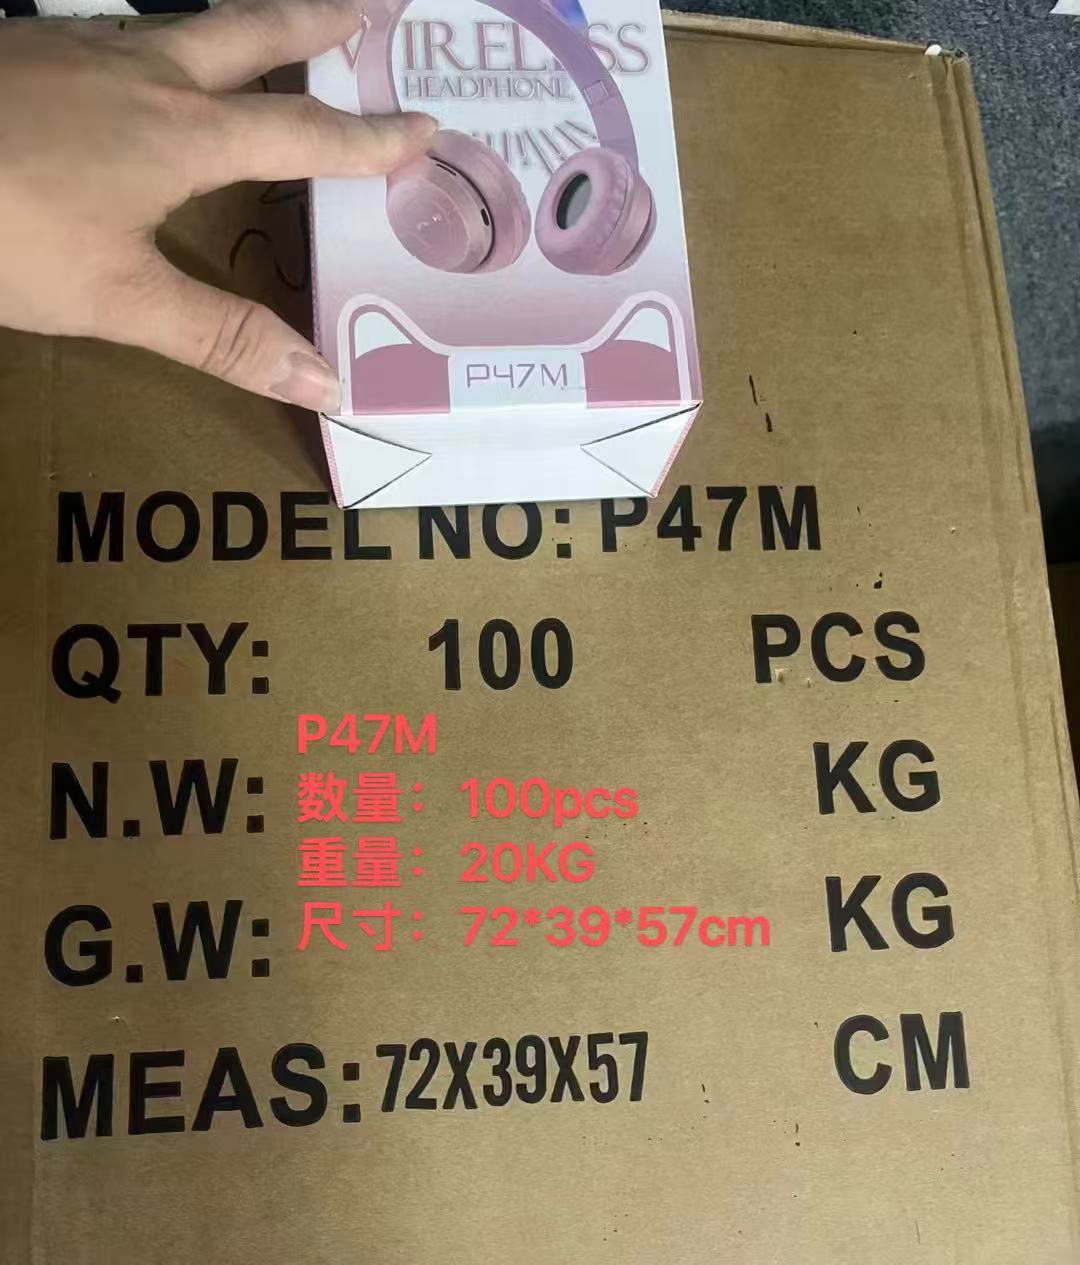 WIRELESS
HEADPHONE
P47M
MODEL NO: P47M
QTY: 100 PCS
P47M
数量：100pcs
N.W: KG
重量：20KG
G.W: KG
尺寸：72*39*57cm
MEAS:72X39X57 CM